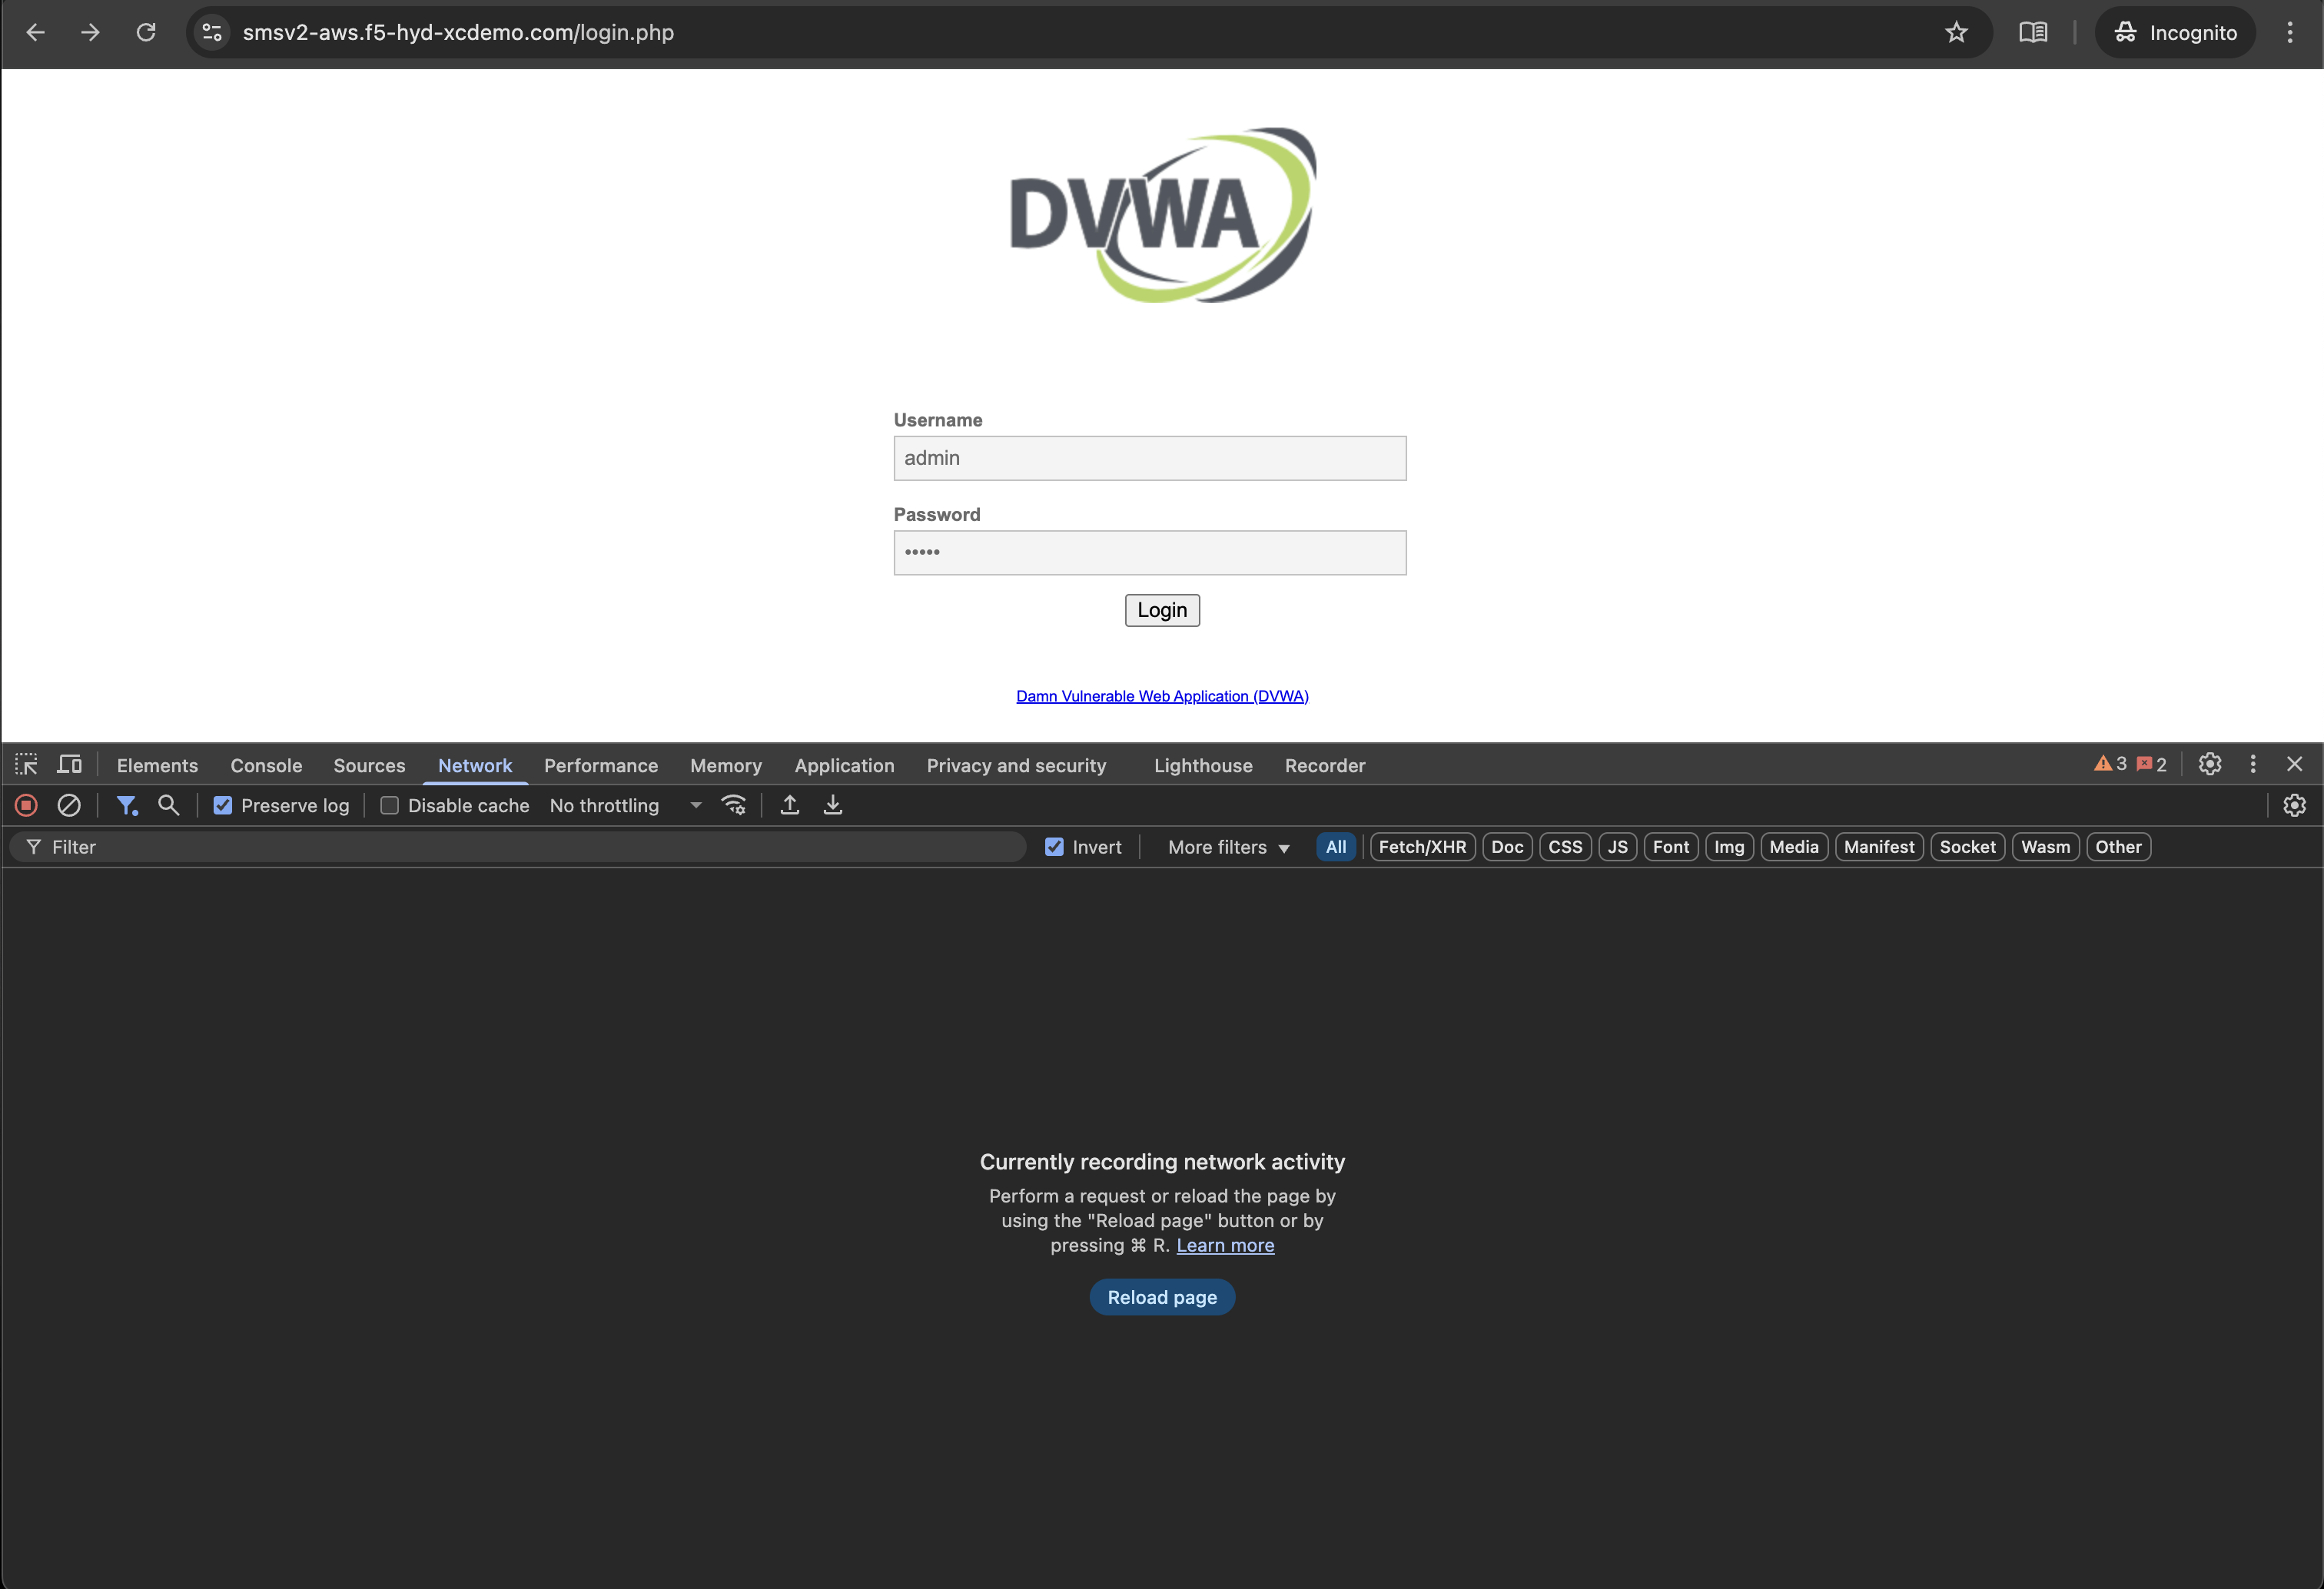 smsv2-aws.f5-hyd-xcdemo.com/login.php
Incognito
DVWA
Username
admin
Password
•••••
Login
Damn Vulnerable Web Application (DVWA)
Elements Console Sources Network Performance Memory Application Privacy and security Lighthouse Recorder 3 2
Preserve log Disable cache No throttling
Filter Invert More filters All Fetch/XHR Doc CSS JS Font Img Media Manifest Socket Wasm Other
Currently recording network activity
Perform a request or reload the page by
using the "Reload page" button or by
pressing ⌘ R. Learn more
Reload page